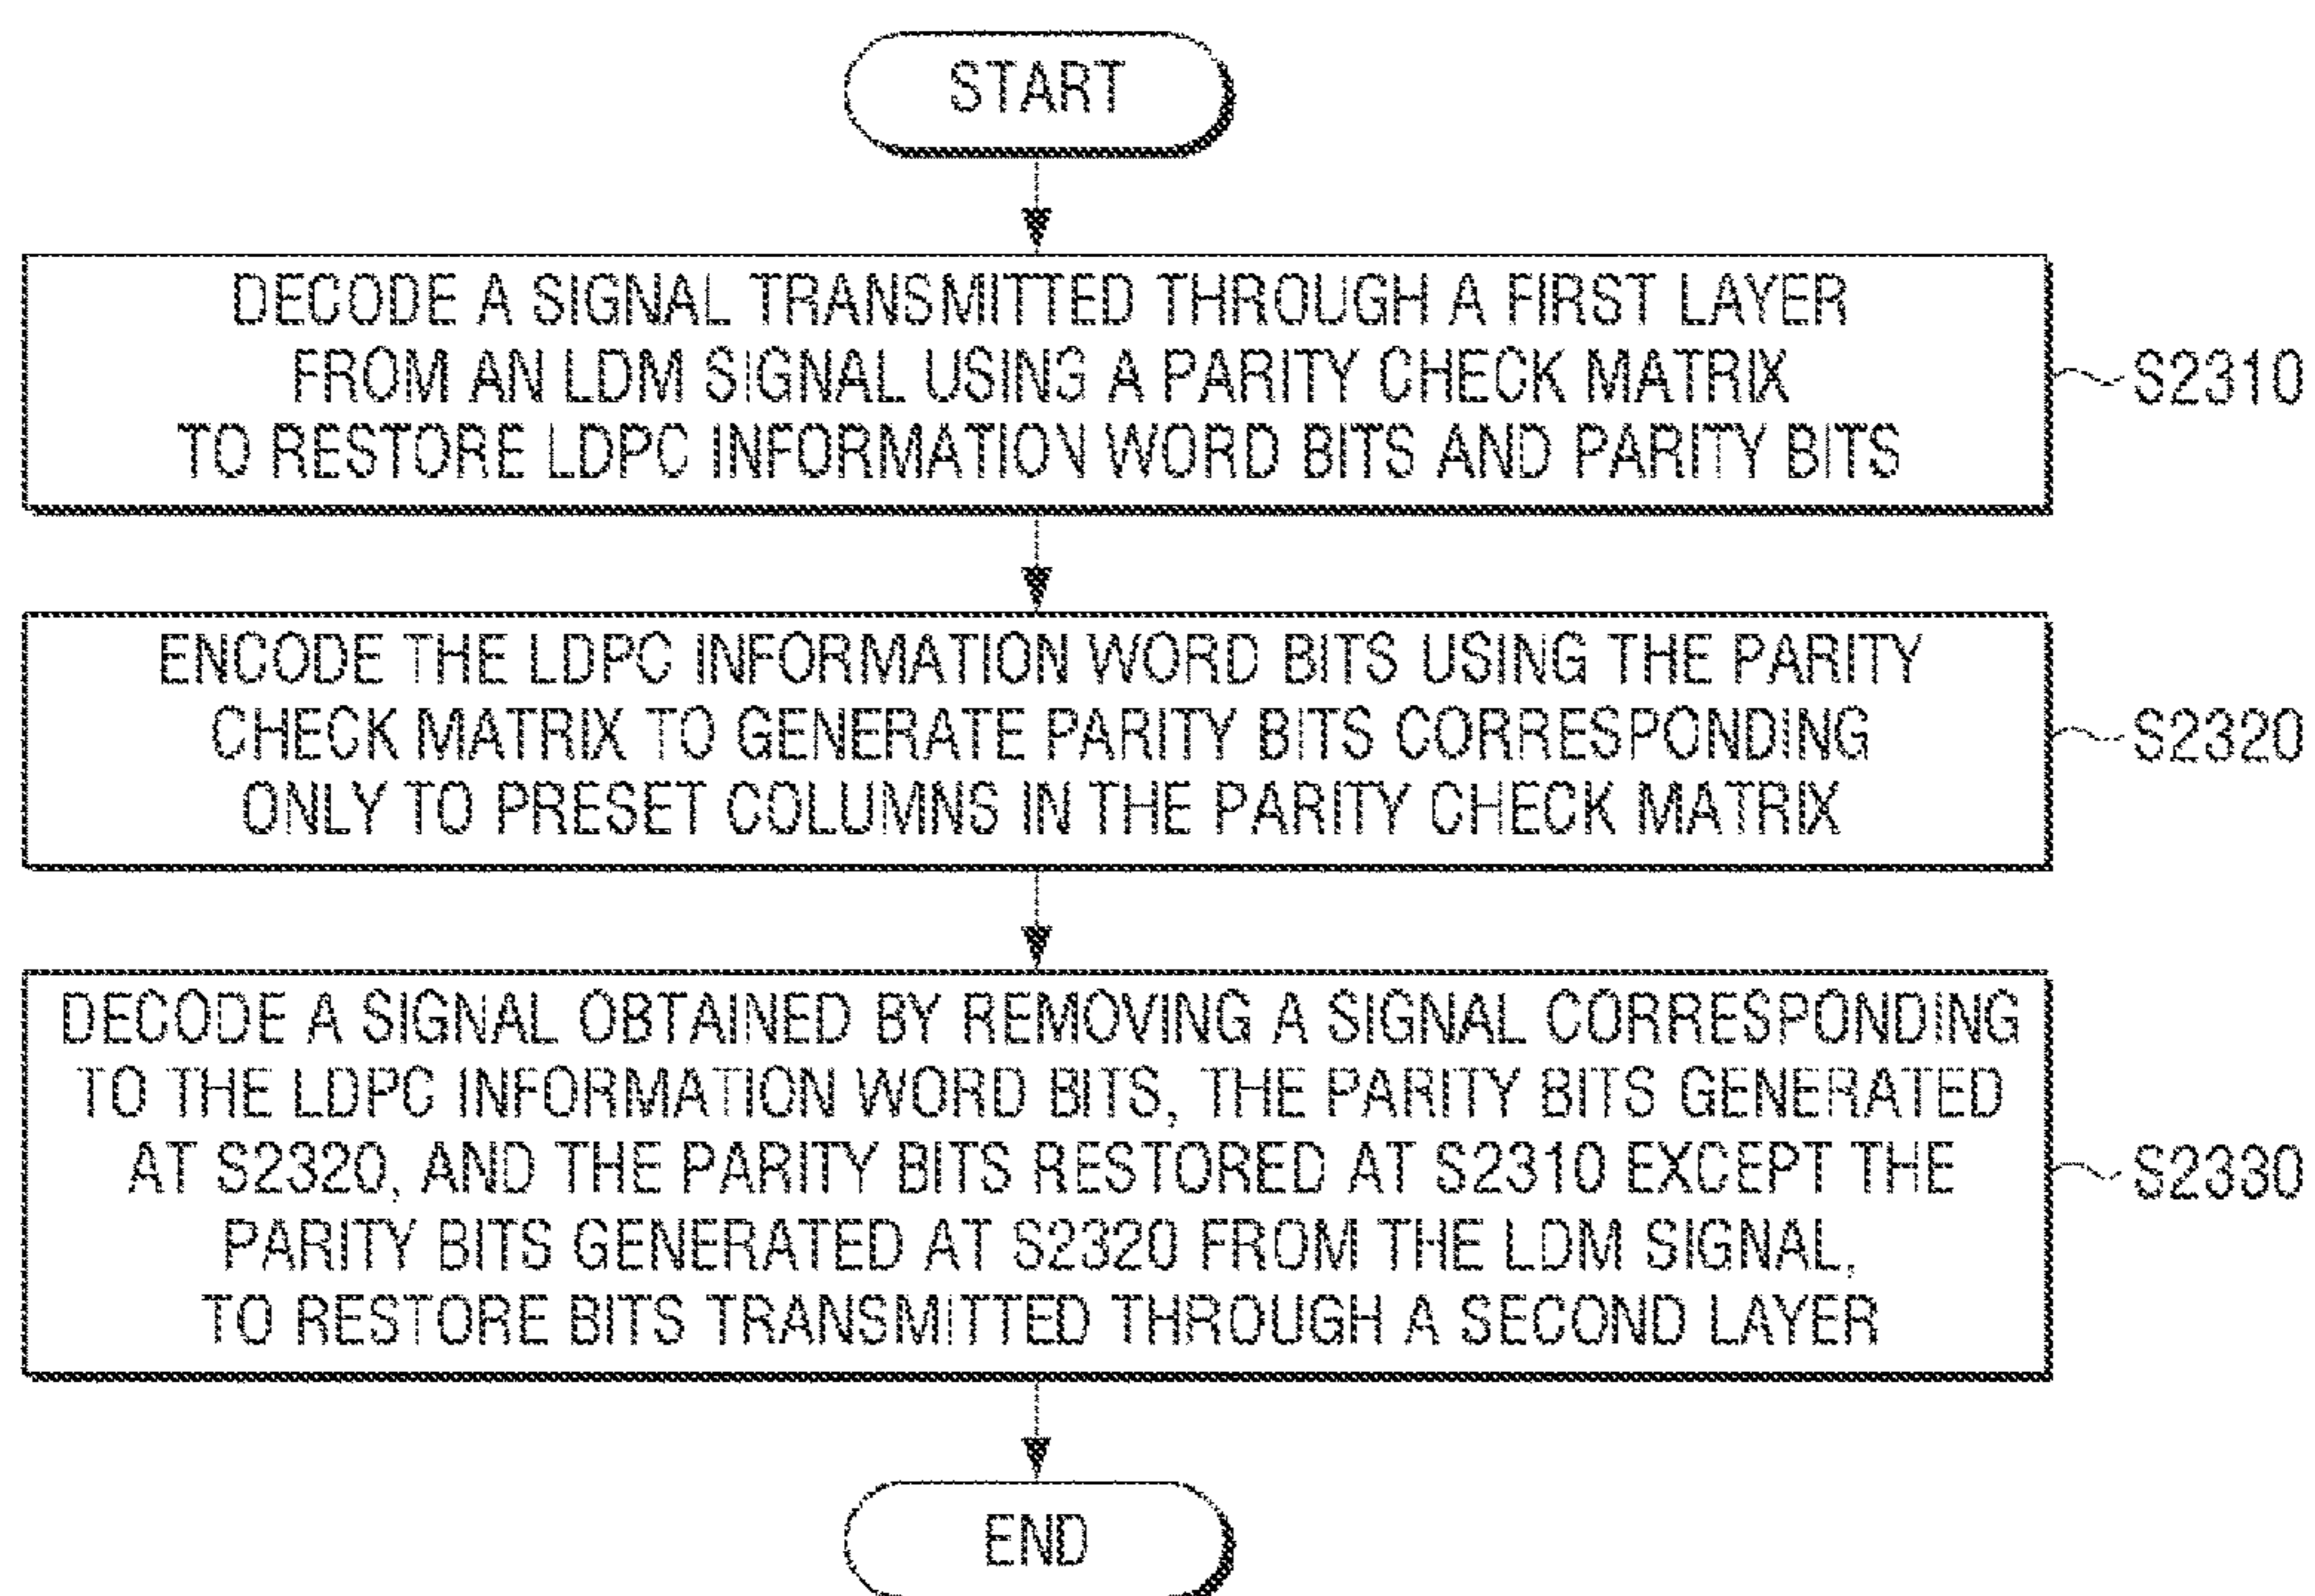 START
DECODE A SIGNAL TRANSMITTED THROUGH A FIRST LAYER
FROM AN LDM SIGNAL USING A PARITY CHECK MATRIX
TO RESTORE LDPC INFORMATION WORD BITS AND PARITY BITS
S2310
ENCODE THE LDPC INFORMATION WORD BITS USING THE PARITY
CHECK MATRIX TO GENERATE PARITY BITS CORRESPONDING
ONLY TO PRESET COLUMNS IN THE PARITY CHECK MATRIX
S2320
DECODE A SIGNAL OBTAINED BY REMOVING A SIGNAL CORRESPONDING
TO THE LDPC INFORMATION WORD BITS, THE PARITY BITS GENERATED
AT S2320, AND THE PARITY BITS RESTORED AT S2310 EXCEPT THE
PARITY BITS GENERATED AT S2320 FROM THE LDM SIGNAL,
TO RESTORE BITS TRANSMITTED THROUGH A SECOND LAYER
S2330
END